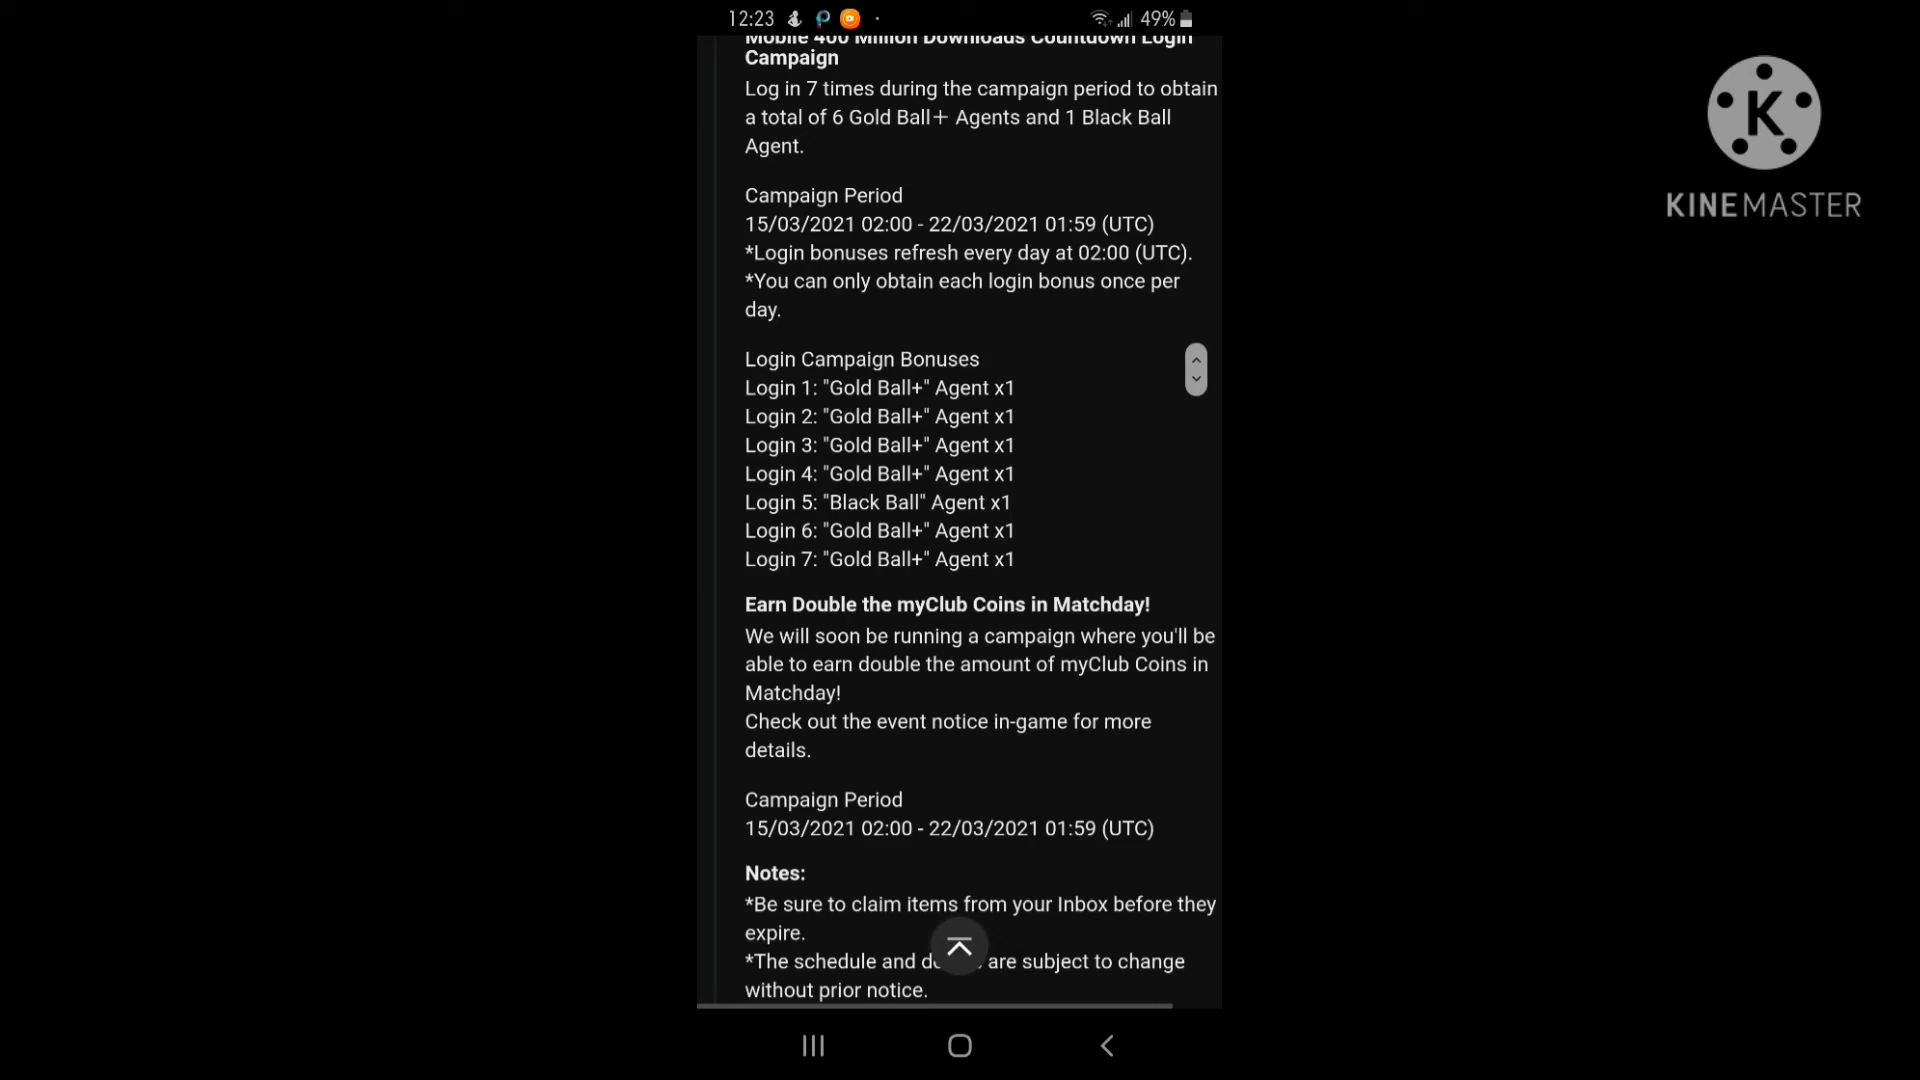 12:23
49%
Mobile 400 Million Downloads Countdown Login
Campaign
Log in 7 times during the campaign period to obtain
a total of 6 Gold Ball＋ Agents and 1 Black Ball
Agent.
Campaign Period
15/03/2021 02:00 - 22/03/2021 01:59 (UTC)
*Login bonuses refresh every day at 02:00 (UTC).
*You can only obtain each login bonus once per
day.
Login Campaign Bonuses
Login 1: "Gold Ball+" Agent x1
Login 2: "Gold Ball+" Agent x1
Login 3: "Gold Ball+" Agent x1
Login 4: "Gold Ball+" Agent x1
Login 5: "Black Ball" Agent x1
Login 6: "Gold Ball+" Agent x1
Login 7: "Gold Ball+" Agent x1
Earn Double the myClub Coins in Matchday!
We will soon be running a campaign where you'll be
able to earn double the amount of myClub Coins in
Matchday!
Check out the event notice in-game for more
details.
Campaign Period
15/03/2021 02:00 - 22/03/2021 01:59 (UTC)
Notes:
*Be sure to claim items from your Inbox before they
expire.
*The schedule and are subject to change
without prior notice.
K
KINEMASTER